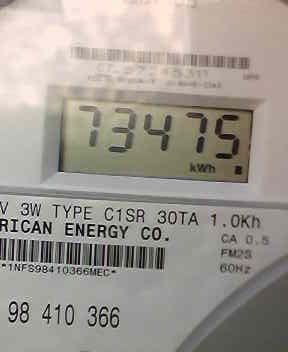 73475
kWh
V 3W TYPE C1SR 30TA 1.0Kh
RICAN ENERGY CO.
CA 0.5
FM2S
60Hz
*1NFS98410366MEC*
98 410 366